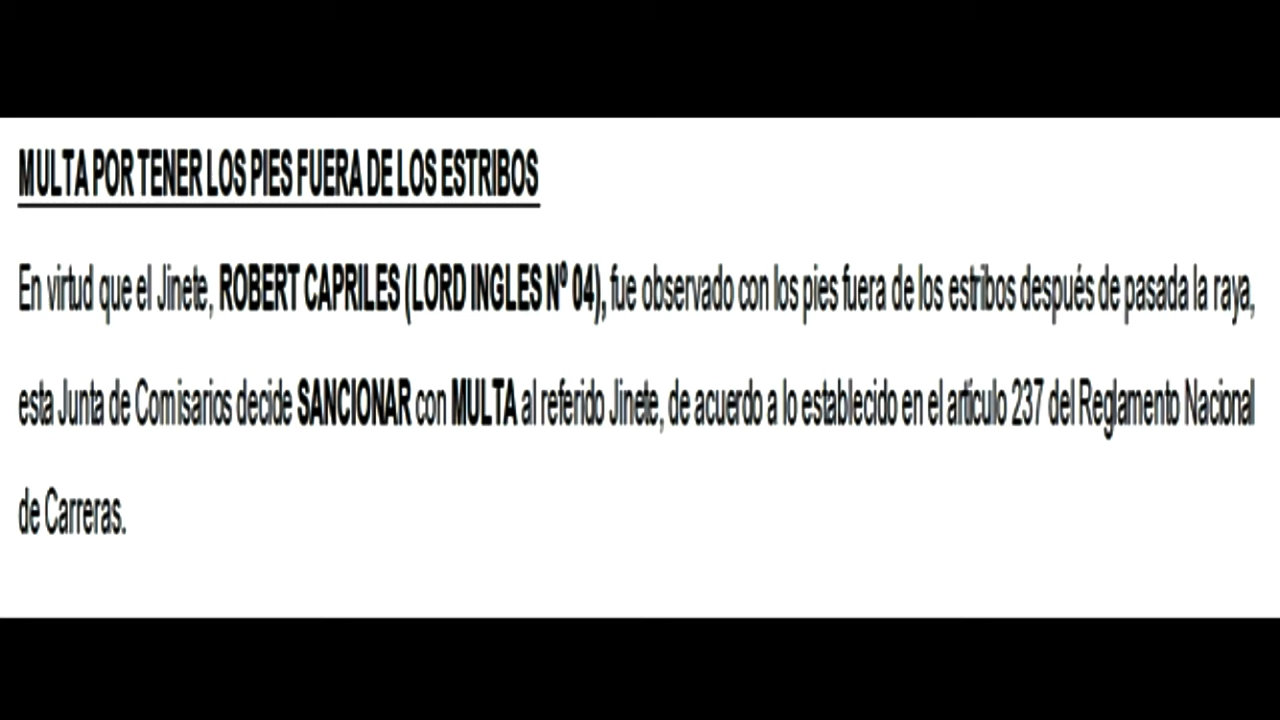 MULTA POR TENER LOS PIES FUERA DE LOS ESTRIBOS
En virtud que el Jinete, ROBERT CAPRILES (LORD INGLES Nº 04), fue observado con los pies fuera de los estribos después de pasada la raya,
esta Junta de Comisarios decide SANCIONAR con MULTA al referido Jinete, de acuerdo a lo establecido en el artículo 237 del Reglamento Nacional
de Carreras.